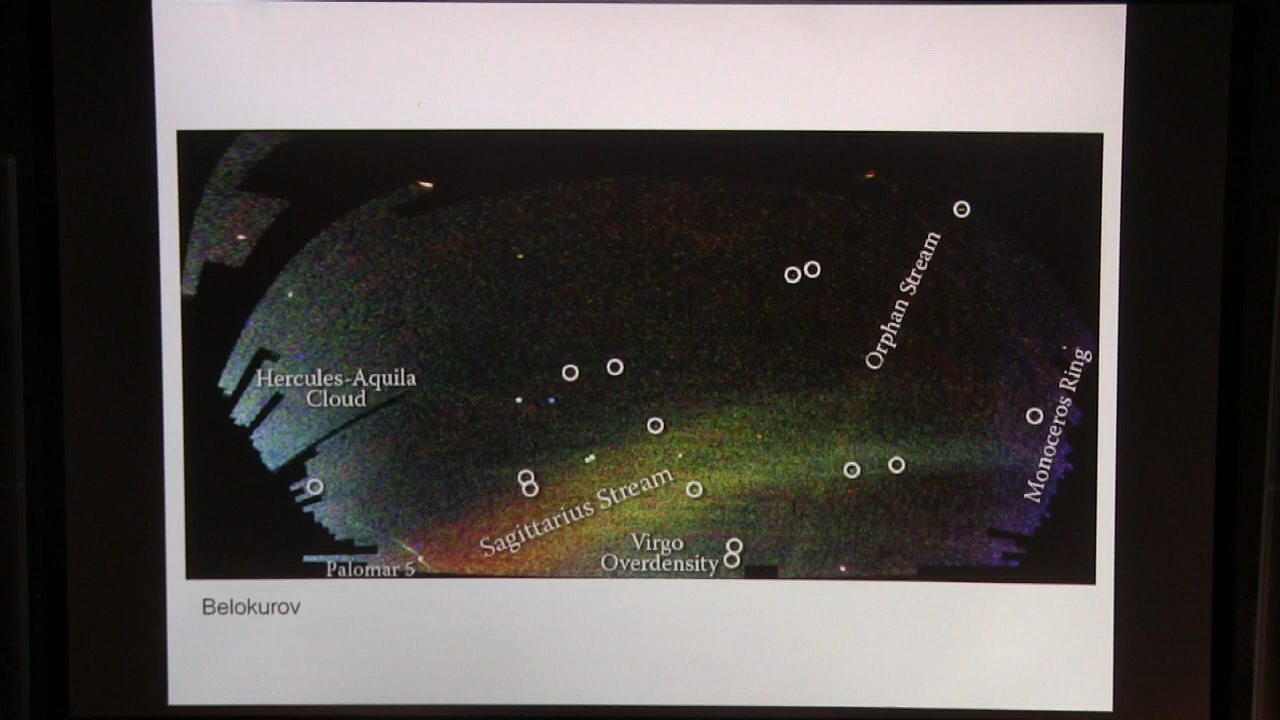 Orphan Stream
Monoceros Ring
Hercules-Aquila
Cloud
Sagittarius Stream
Virgo
Overdensity
Palomar 5
Belokurov